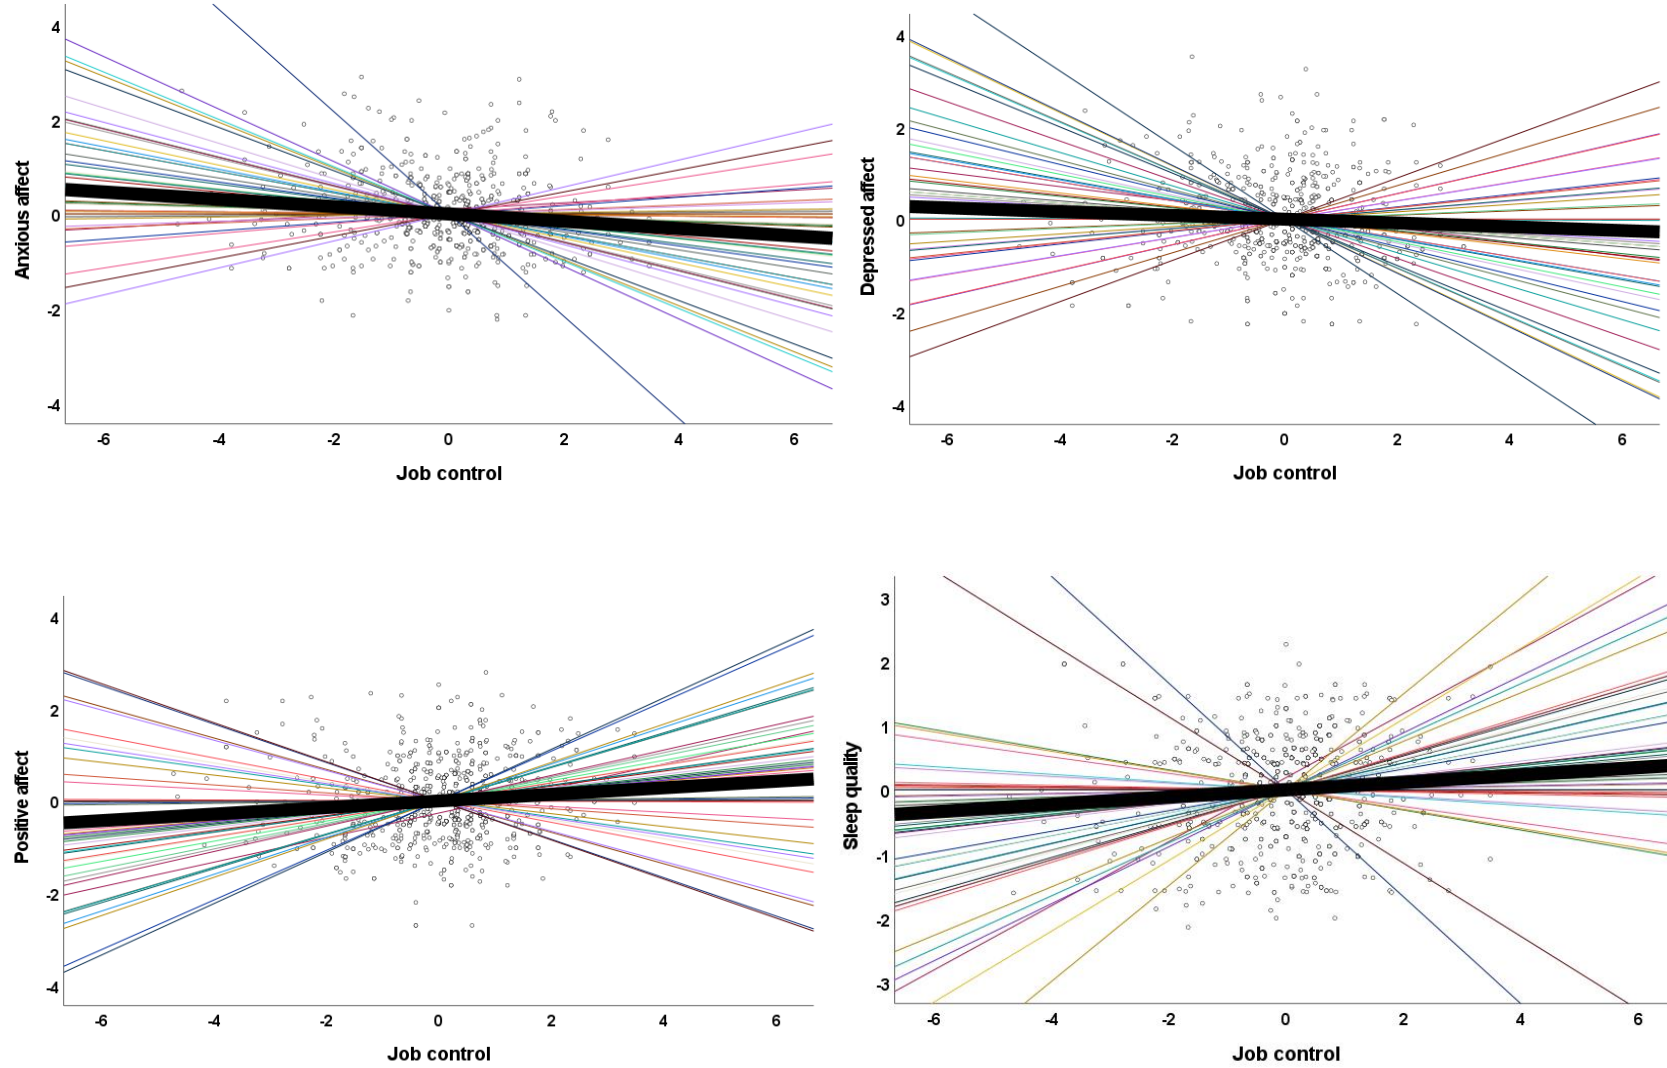 Anxious affect
4
2
0
-2
-4
-6 -4 -2 0 2 4 6
Job control
Depressed affect
4
2
0
-2
-4
-6 -4 -2 0 2 4 6
Job control
Positive affect
4
2
0
-2
-4
-6 -4 -2 0 2 4 6
Job control
Sleep quality
3
2
1
0
-1
-2
-3
-6 -4 -2 0 2 4 6
Job control